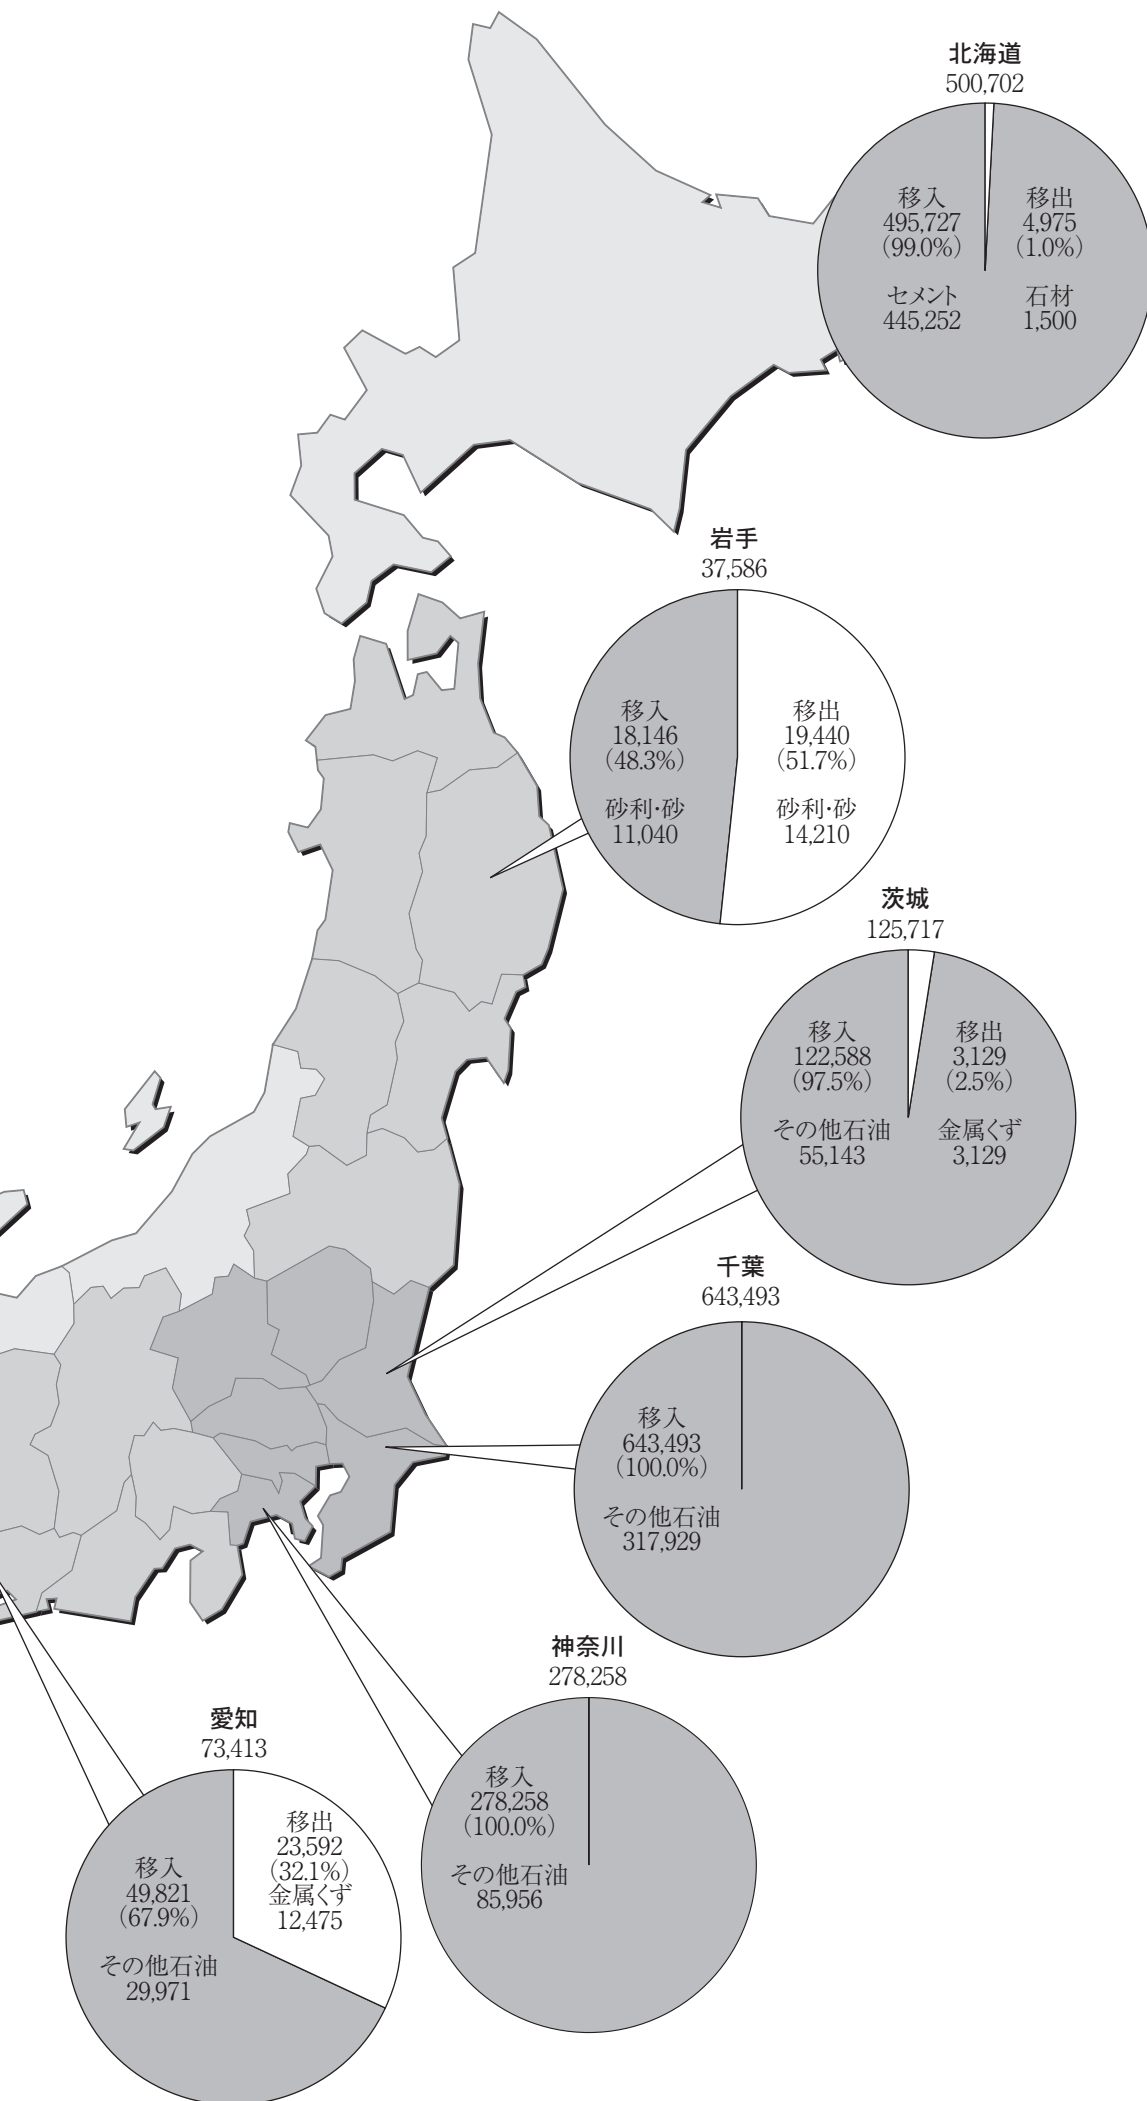 北海道
500,702
移入
495,727
(99.0%)
セメント
445,252
移出
4,975
(1.0%)
石材
1,500
岩手
37,586
移入
18,146
(48.3%)
砂利・砂
11,040
移出
19,440
(51.7%)
砂利・砂
14,210
茨城
125,717
移入
122,588
(97.5%)
その他石油
55,143
移出
3,129
(2.5%)
金属くず
3,129
千葉
643,493
移入
643,493
(100.0%)
その他石油
317,929
神奈川
278,258
移入
278,258
(100.0%)
その他石油
85,956
愛知
73,413
移入
49,821
(67.9%)
その他石油
29,971
移出
23,592
(32.1%)
金属くず
12,475